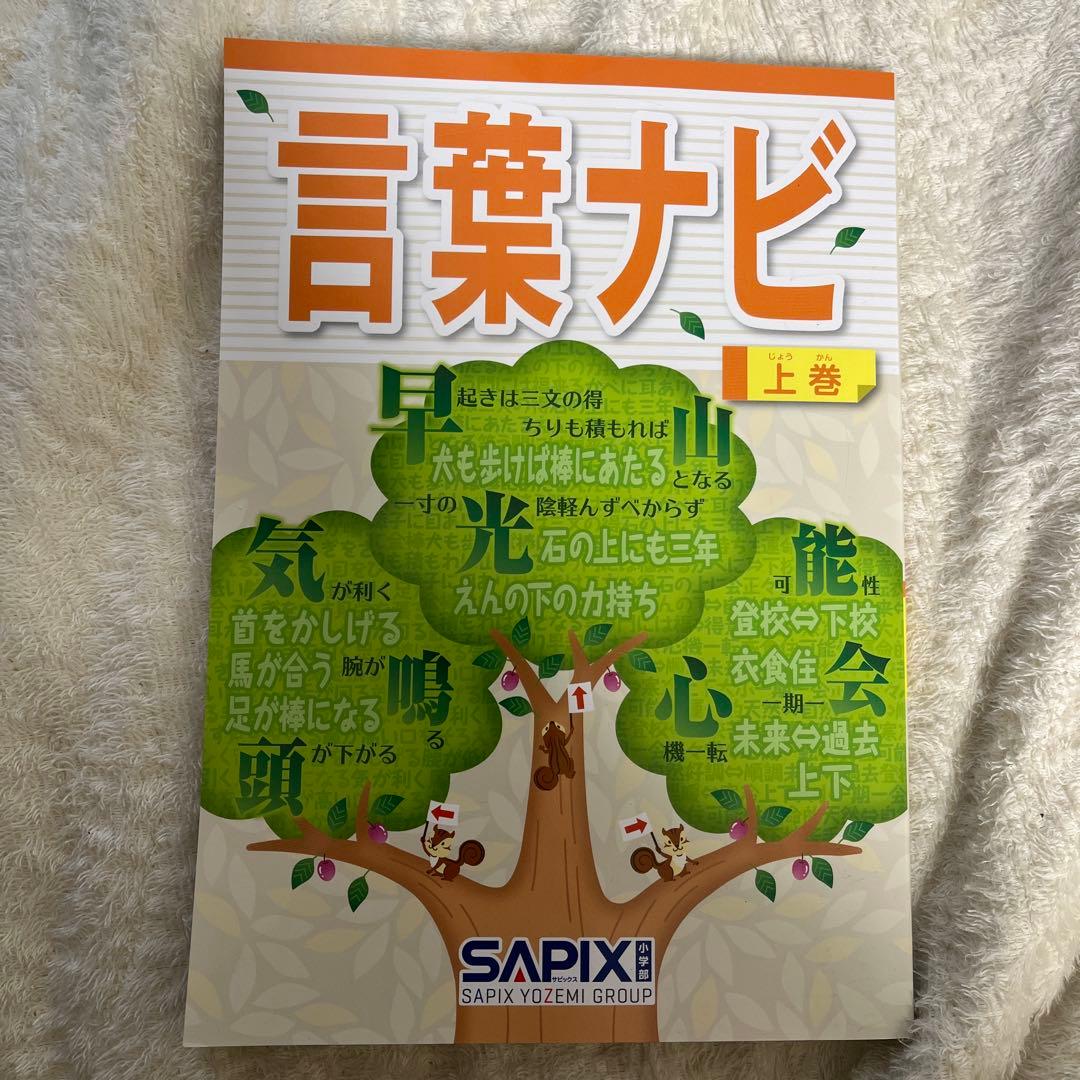 言葉ナビ
じょう かん
上巻
早起きは三文の得
ちりも積もれば山となる
犬も歩けば棒にあたる
一寸の光陰軽んずべからず
石の上にも三年
えんの下の力持ち
気が利く
首をかしげる
馬が合う
腕が鳴る
足が棒になる
頭が下がる
可能性
登校⇔下校
衣食住
一期一会
心機一転
未来⇔過去
上下
SAPIX小学部
サピックス
SAPIX YOZEMI GROUP